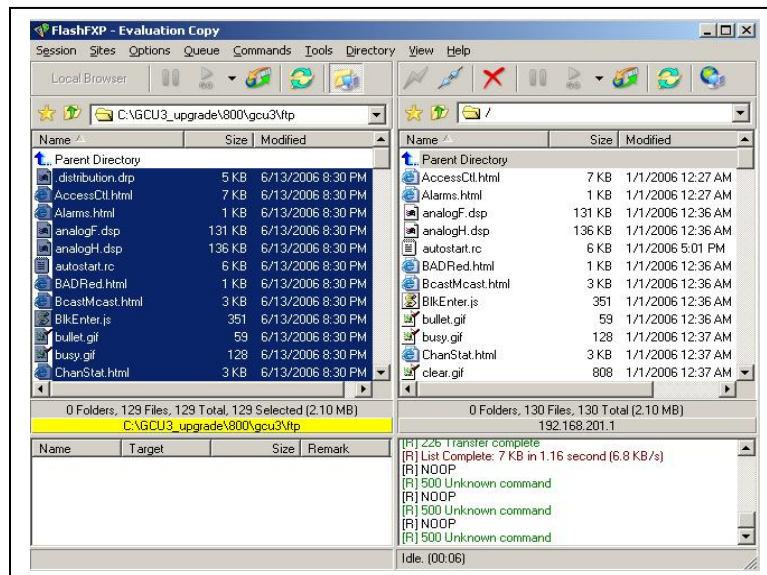 FlashFXP - Evaluation Copy
Session Sites Options Queue Commands Tools Directory View Help
Local Browser
C:\GCU3_upgrade\800\gcu3\ftp
Name Size Modified
Parent Directory
.distribution.drp 5 KB 6/13/2006 8:30 PM
AccessCtl.html 7 KB 6/13/2006 8:30 PM
Alarms.html 1 KB 6/13/2006 8:30 PM
analogF.dsp 131 KB 6/13/2006 8:30 PM
analogH.dsp 136 KB 6/13/2006 8:30 PM
autostart.rc 6 KB 6/13/2006 8:30 PM
BADRed.html 1 KB 6/13/2006 8:30 PM
BcastMcast.html 3 KB 6/13/2006 8:30 PM
BlkEnter.js 351 6/13/2006 8:30 PM
bullet.gif 59 6/13/2006 8:30 PM
busy.gif 128 6/13/2006 8:30 PM
ChanStat.html 3 KB 6/13/2006 8:30 PM
0 Folders, 129 Files, 129 Total, 129 Selected (2.10 MB)
C:\GCU3_upgrade\800\gcu3\ftp
Name Target Size Remark
/
Name Size Modified
Parent Directory
AccessCtl.html 7 KB 1/1/2006 12:27 AM
Alarms.html 1 KB 1/1/2006 12:27 AM
analogF.dsp 131 KB 1/1/2006 12:36 AM
analogH.dsp 136 KB 1/1/2006 12:36 AM
autostart.rc 6 KB 1/1/2006 5:01 PM
BADRed.html 1 KB 1/1/2006 12:36 AM
BcastMcast.html 3 KB 1/1/2006 12:36 AM
BlkEnter.js 351 1/1/2006 12:36 AM
bullet.gif 59 1/1/2006 12:36 AM
busy.gif 128 1/1/2006 12:37 AM
ChanStat.html 3 KB 1/1/2006 12:37 AM
clear.gif 808 1/1/2006 12:37 AM
0 Folders, 130 Files, 130 Total (2.10 MB)
192.168.201.1
[R] 226 Transfer complete
[R] List Complete: 7 KB in 1.16 second (6.8 KB/s)
[R] NOOP
[R] 500 Unknown command
[R] NOOP
[R] 500 Unknown command
[R] NOOP
[R] 500 Unknown command
Idle. (00:06)